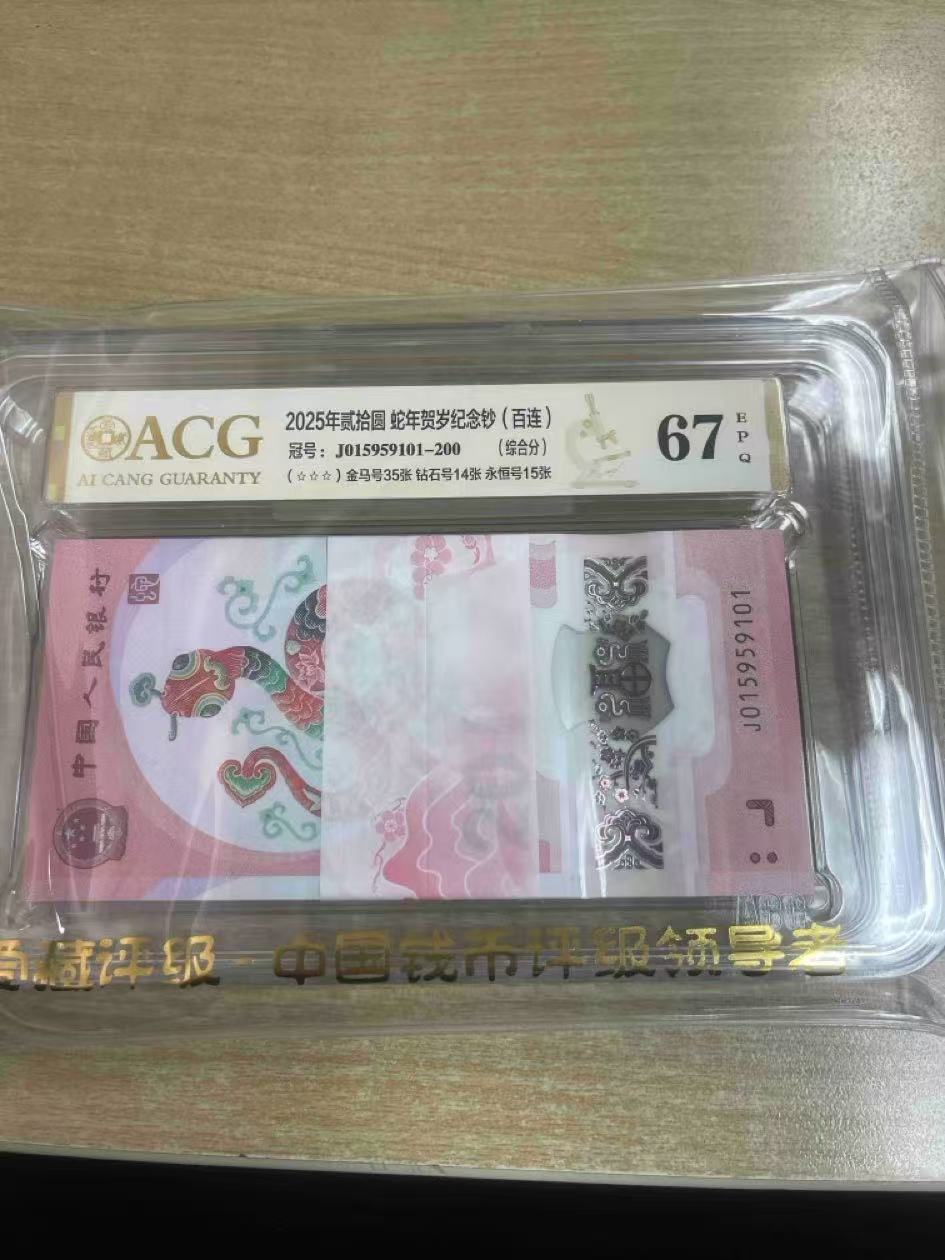 ACG
AI CANG GUARANTY
2025年贰拾圆 蛇年贺岁纪念钞（百连）
冠号：J015959101-200 （综合分）
（☆☆☆）金马号35张 钻石号14张 永恒号15张
67
EPQ
中国人民银行
J015959101
藏评级·中国钱币评级领导者